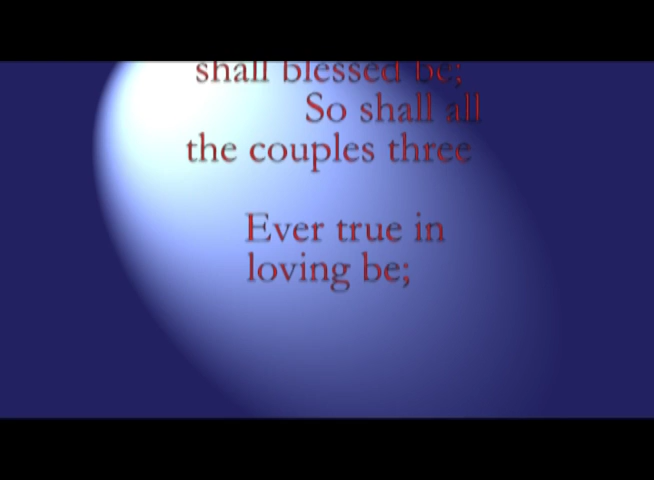 shall blessed be;
So shall all
the couples three
Ever true in
loving be;